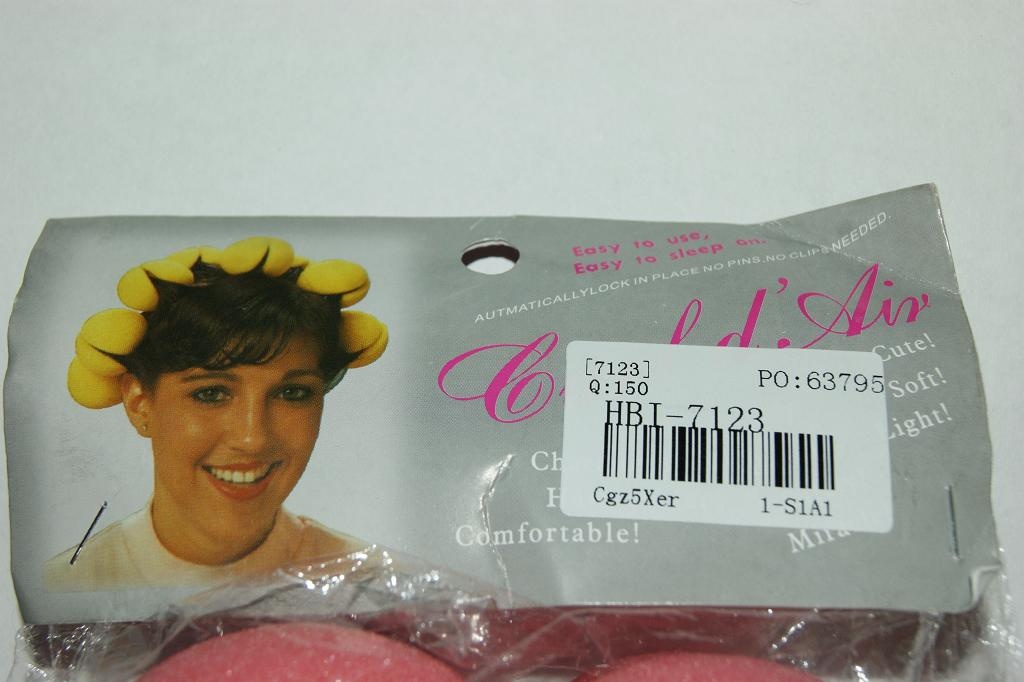 Easy to use,
Easy to sleep on.
AUTMATICALLYLOCK IN PLACE NO PINS.NO CLIPS NEEDED.
d'Air
Cute!
Soft!
Light!
Comfortable!
[7123]
Q:150
PO:63795
HBI-7123
Cgz5Xer
1-S1A1